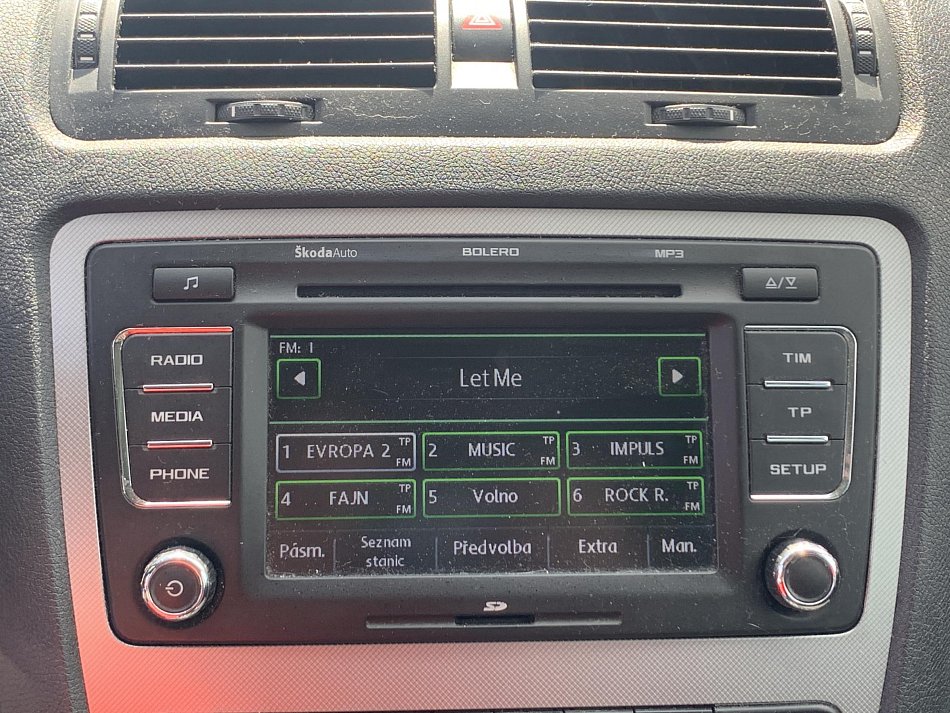 ŠkodaAuto BOLERO MP3
RADIO
MEDIA
PHONE
FM: 1
Let Me
1 EVROPA 2 TP FM
2 MUSIC TP FM
3 IMPULS TP FM
4 FAJN TP FM
5 Volno
6 ROCK R. TP FM
Pásm.
Seznam
stanic
Předvolba
Extra
Man.
TIM
TP
SETUP
SD